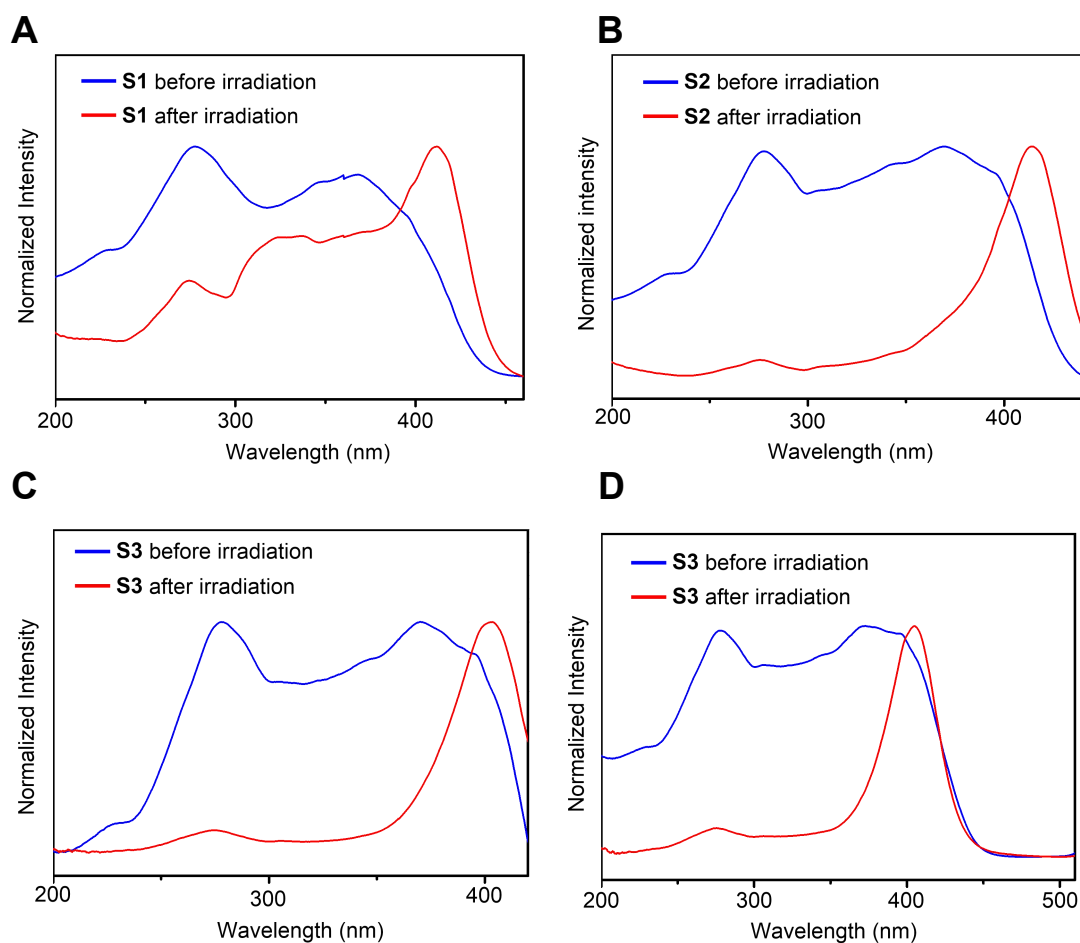 A
S1 before irradiation
S1 after irradiation
Normalized Intensity
200 300 400
Wavelength (nm)
B
S2 before irradiation
S2 after irradiation
Normalized intensity
200 300 400
Wavelength (nm)
C
S3 before irradiation
S3 after irradiation
Normalized Intensity
200 300 400
Wavelength (nm)
D
S3 before irradiation
S3 after irradiation
Normalized Intensity
200 300 400 500
Wavelength (nm)